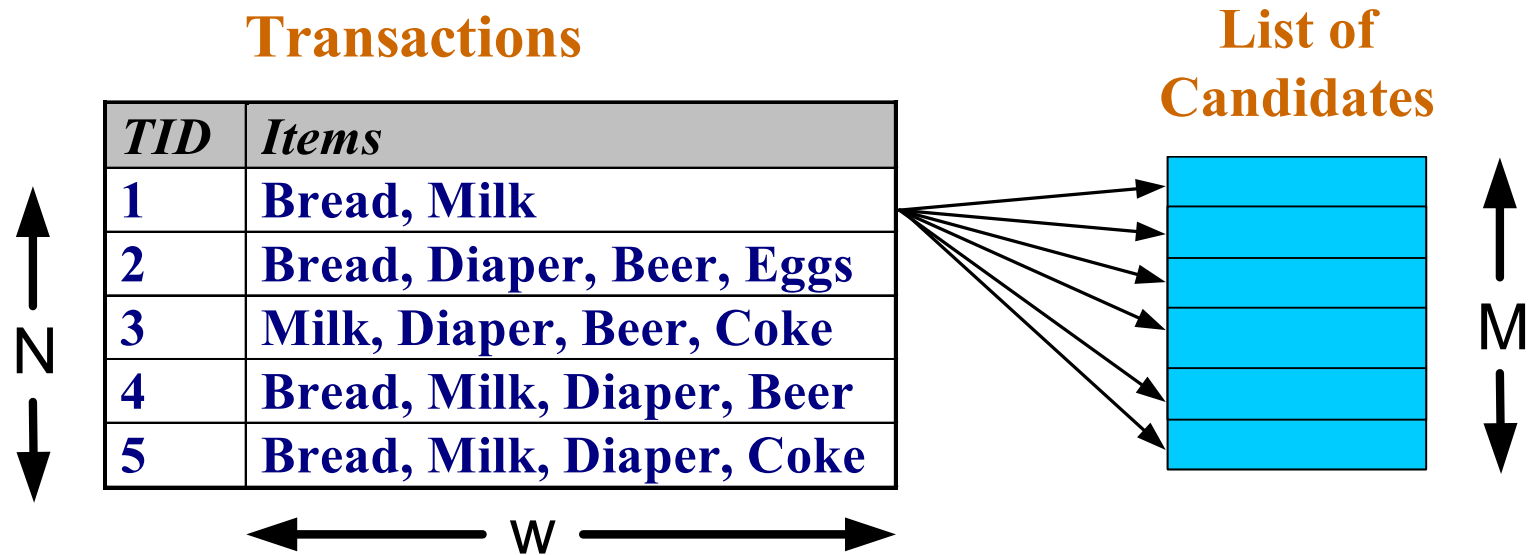 Transactions
List of
Candidates
TID Items
1 Bread, Milk
2 Bread, Diaper, Beer, Eggs
3 Milk, Diaper, Beer, Coke
4 Bread, Milk, Diaper, Beer
5 Bread, Milk, Diaper, Coke
N
M
w